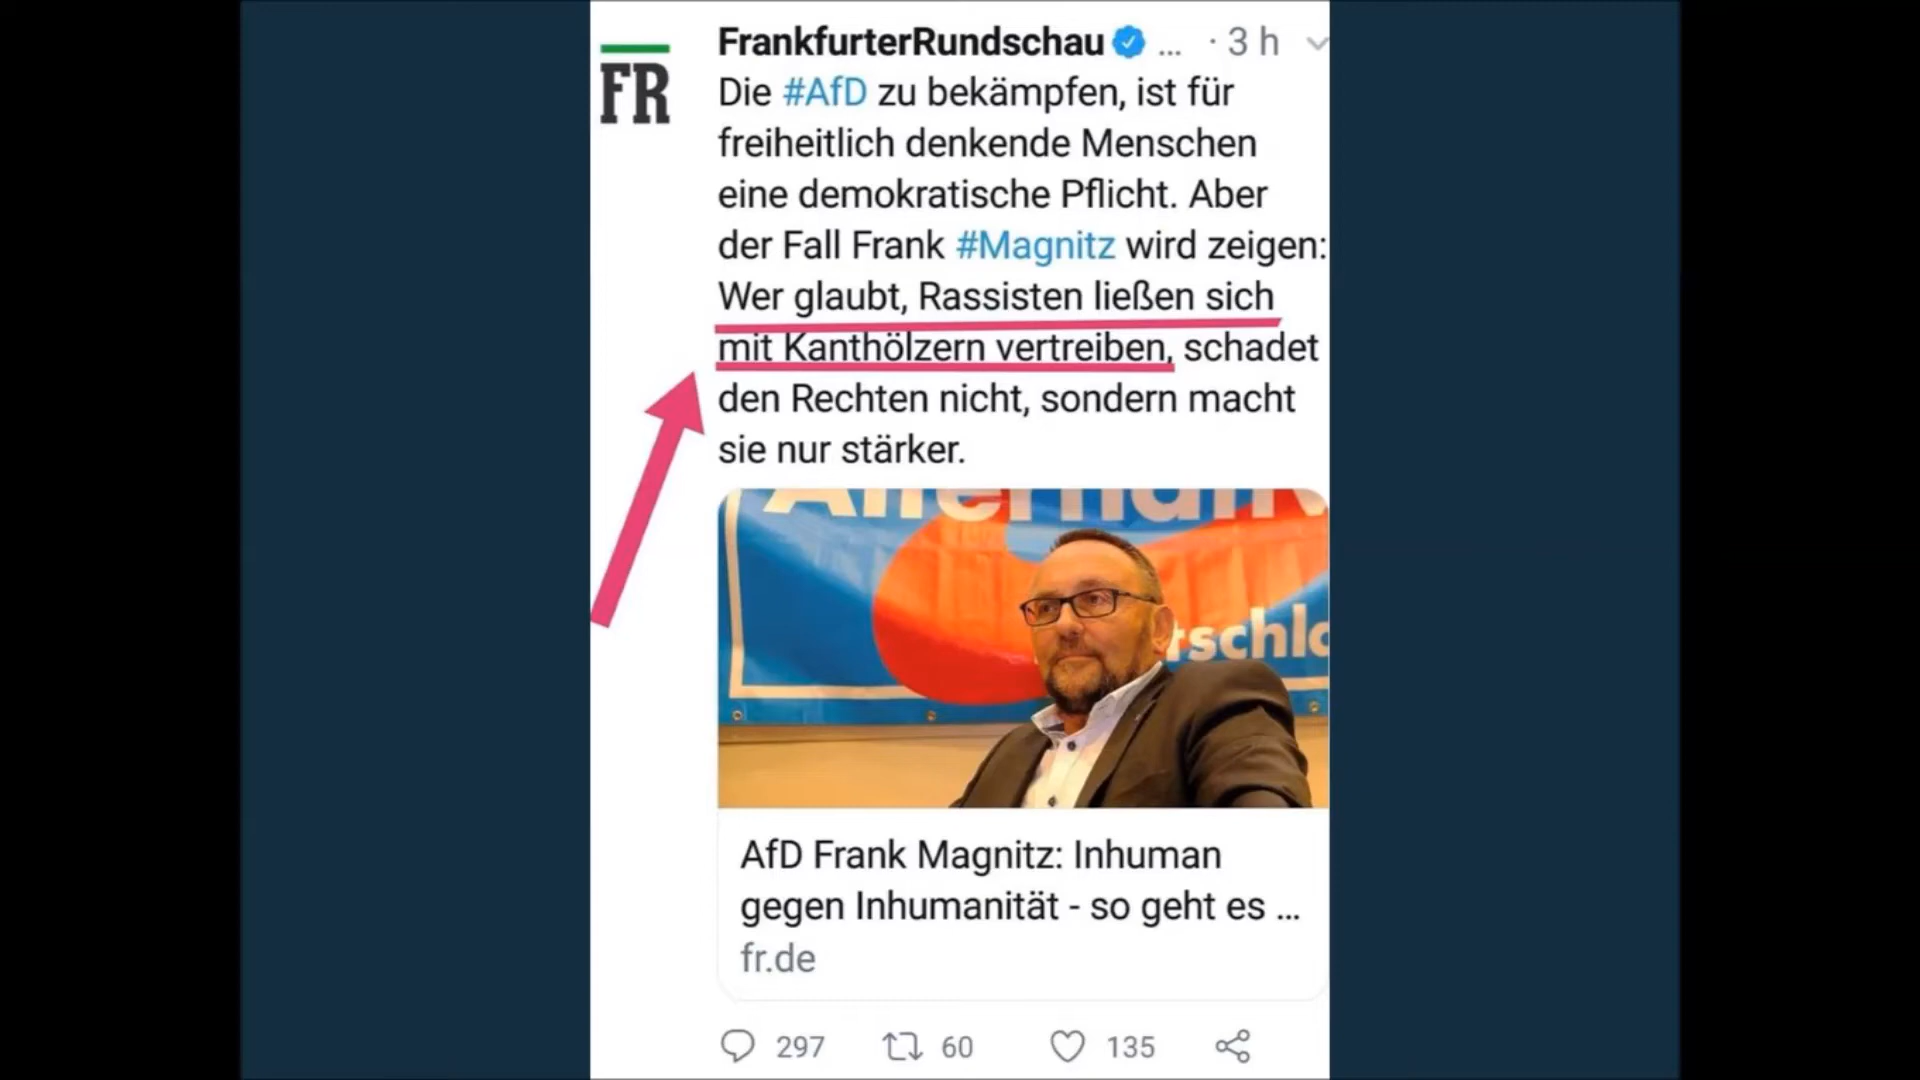 FR
FrankfurterRundschau ... · 3 h
Die #AfD zu bekämpfen, ist für
freiheitlich denkende Menschen
eine demokratische Pflicht. Aber
der Fall Frank #Magnitz wird zeigen:
Wer glaubt, Rassisten ließen sich
mit Kanthölzern vertreiben, schadet
den Rechten nicht, sondern macht
sie nur stärker.
Alternativ
tschla
AfD Frank Magnitz: Inhuman
gegen Inhumanität - so geht es ...
fr.de
297 60 135